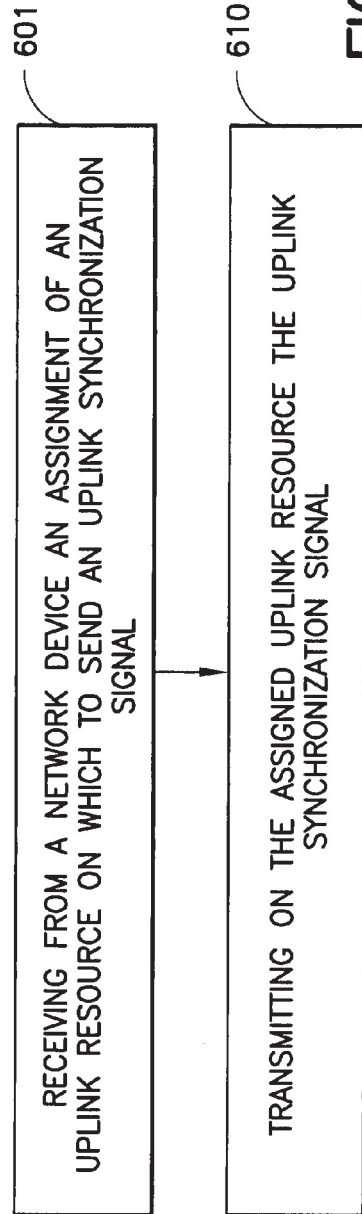 RECEIVING FROM A NETWORK DEVICE AN ASSIGNMENT OF AN
UPLINK RESOURCE ON WHICH TO SEND AN UPLINK SYNCHRONIZATION
SIGNAL
601
TRANSMITTING ON THE ASSIGNED UPLINK RESOURCE THE UPLINK
SYNCHRONIZATION SIGNAL
610